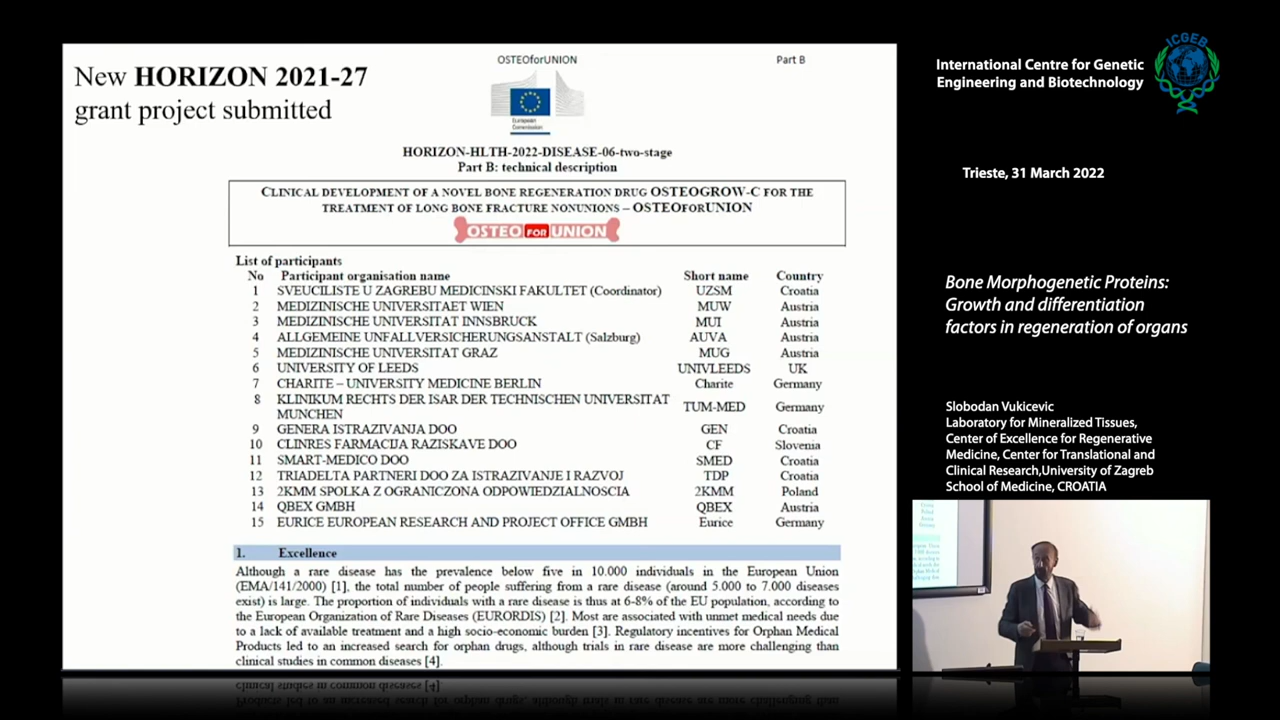 New HORIZON 2021-27
grant project submitted
OSTEOforUNION
Part B
European
Commission
HORIZON-HLTH-2022-DISEASE-06-two-stage
Part B: technical description
CLINICAL DEVELOPMENT OF A NOVEL BONE REGENERATION DRUG OSTEOGROW-C FOR THE
TREATMENT OF LONG BONE FRACTURE NONUNIONS – OSTEOFORUNION
OSTEO FOR UNION
List of participants
No Participant organisation name Short name Country
1 SVEUCILISTE U ZAGREBU MEDICINSKI FAKULTET (Coordinator) UZSM Croatia
2 MEDIZINISCHE UNIVERSITAET WIEN MUW Austria
3 MEDIZINISCHE UNIVERSITAT INNSBRUCK MUI Austria
4 ALLGEMEINE UNFALLVERSICHERUNGSANSTALT (Salzburg) AUVA Austria
5 MEDIZINISCHE UNIVERSITAT GRAZ MUG Austria
6 UNIVERSITY OF LEEDS UNIVLEEDS UK
7 CHARITE – UNIVERSITY MEDICINE BERLIN Charite Germany
8 KLINIKUM RECHTS DER ISAR DER TECHNISCHEN UNIVERSITAT
MUNCHEN TUM-MED Germany
9 GENERA ISTRAZIVANJA DOO GEN Croatia
10 CLINRES FARMACIJA RAZISKAVE DOO CF Slovenia
11 SMART-MEDICO DOO SMED Croatia
12 TRIADELTA PARTNERI DOO ZA ISTRAZIVANJE I RAZVOJ TDP Croatia
13 2KMM SPOLKA Z OGRANICZONA ODPOWIEDZIALNOSCIA 2KMM Poland
14 QBEX GMBH QBEX Austria
15 EURICE EUROPEAN RESEARCH AND PROJECT OFFICE GMBH Eurice Germany
1. Excellence
Although a rare disease has the prevalence below five in 10.000 individuals in the European Union
(EMA/141/2000) [1], the total number of people suffering from a rare disease (around 5.000 to 7.000 diseases
exist) is large. The proportion of individuals with a rare disease is thus at 6-8% of the EU population, according to
the European Organization of Rare Diseases (EURORDIS) [2]. Most are associated with unmet medical needs due
to a lack of available treatment and a high socio-economic burden [3]. Regulatory incentives for Orphan Medical
Products led to an increased search for orphan drugs, although trials in rare disease are more challenging than
clinical studies in common diseases [4].
International Centre for Genetic
Engineering and Biotechnology
ICGEB
Trieste, 31 March 2022
Bone Morphogenetic Proteins:
Growth and differentiation
factors in regeneration of organs
Slobodan Vukicevic
Laboratory for Mineralized Tissues,
Center of Excellence for Regenerative
Medicine, Center for Translational and
Clinical Research,University of Zagreb
School of Medicine, CROATIA